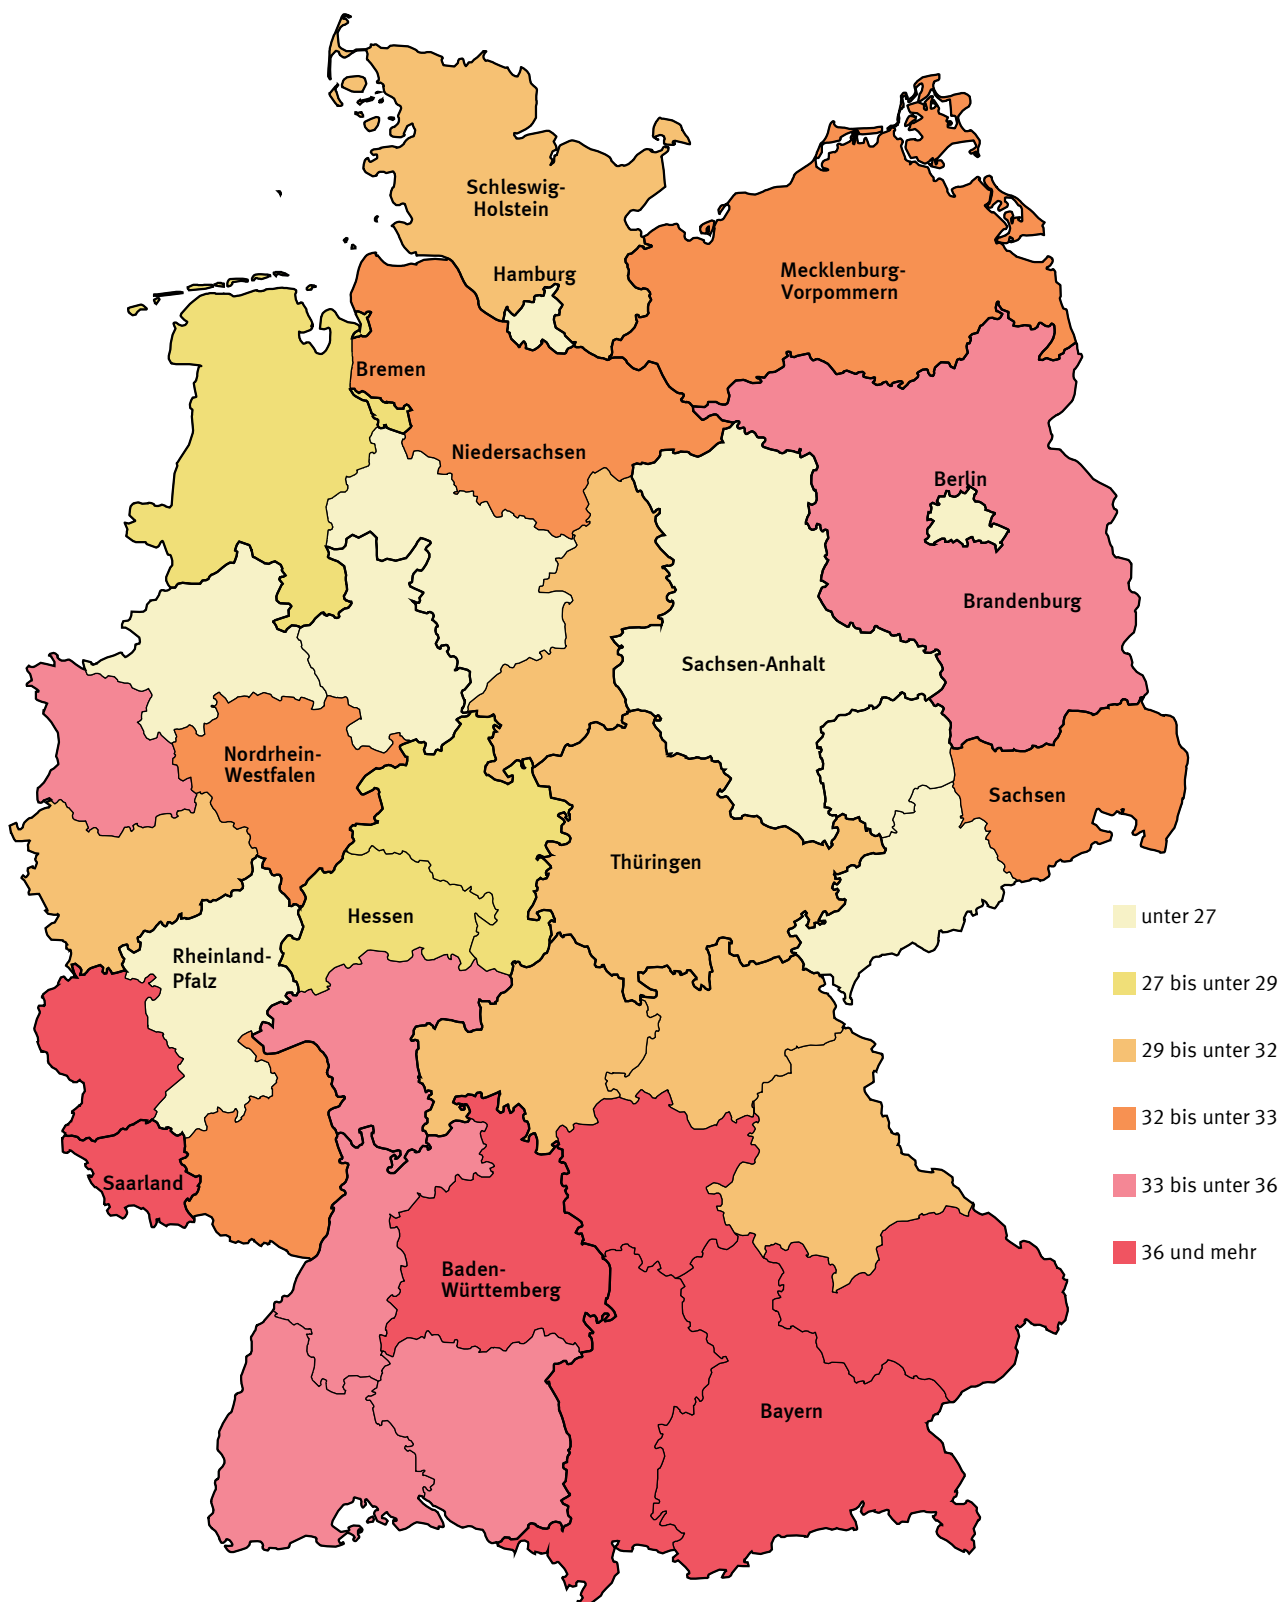 Schleswig-
Holstein
Hamburg
Mecklenburg-
Vorpommern
Bremen
Niedersachsen
Berlin
Brandenburg
Sachsen-Anhalt
Nordrhein-
Westfalen
Sachsen
Thüringen
Hessen
Rheinland-
Pfalz
Saarland
Baden-
Württemberg
Bayern
unter 27
27 bis unter 29
29 bis unter 32
32 bis unter 33
33 bis unter 36
36 und mehr